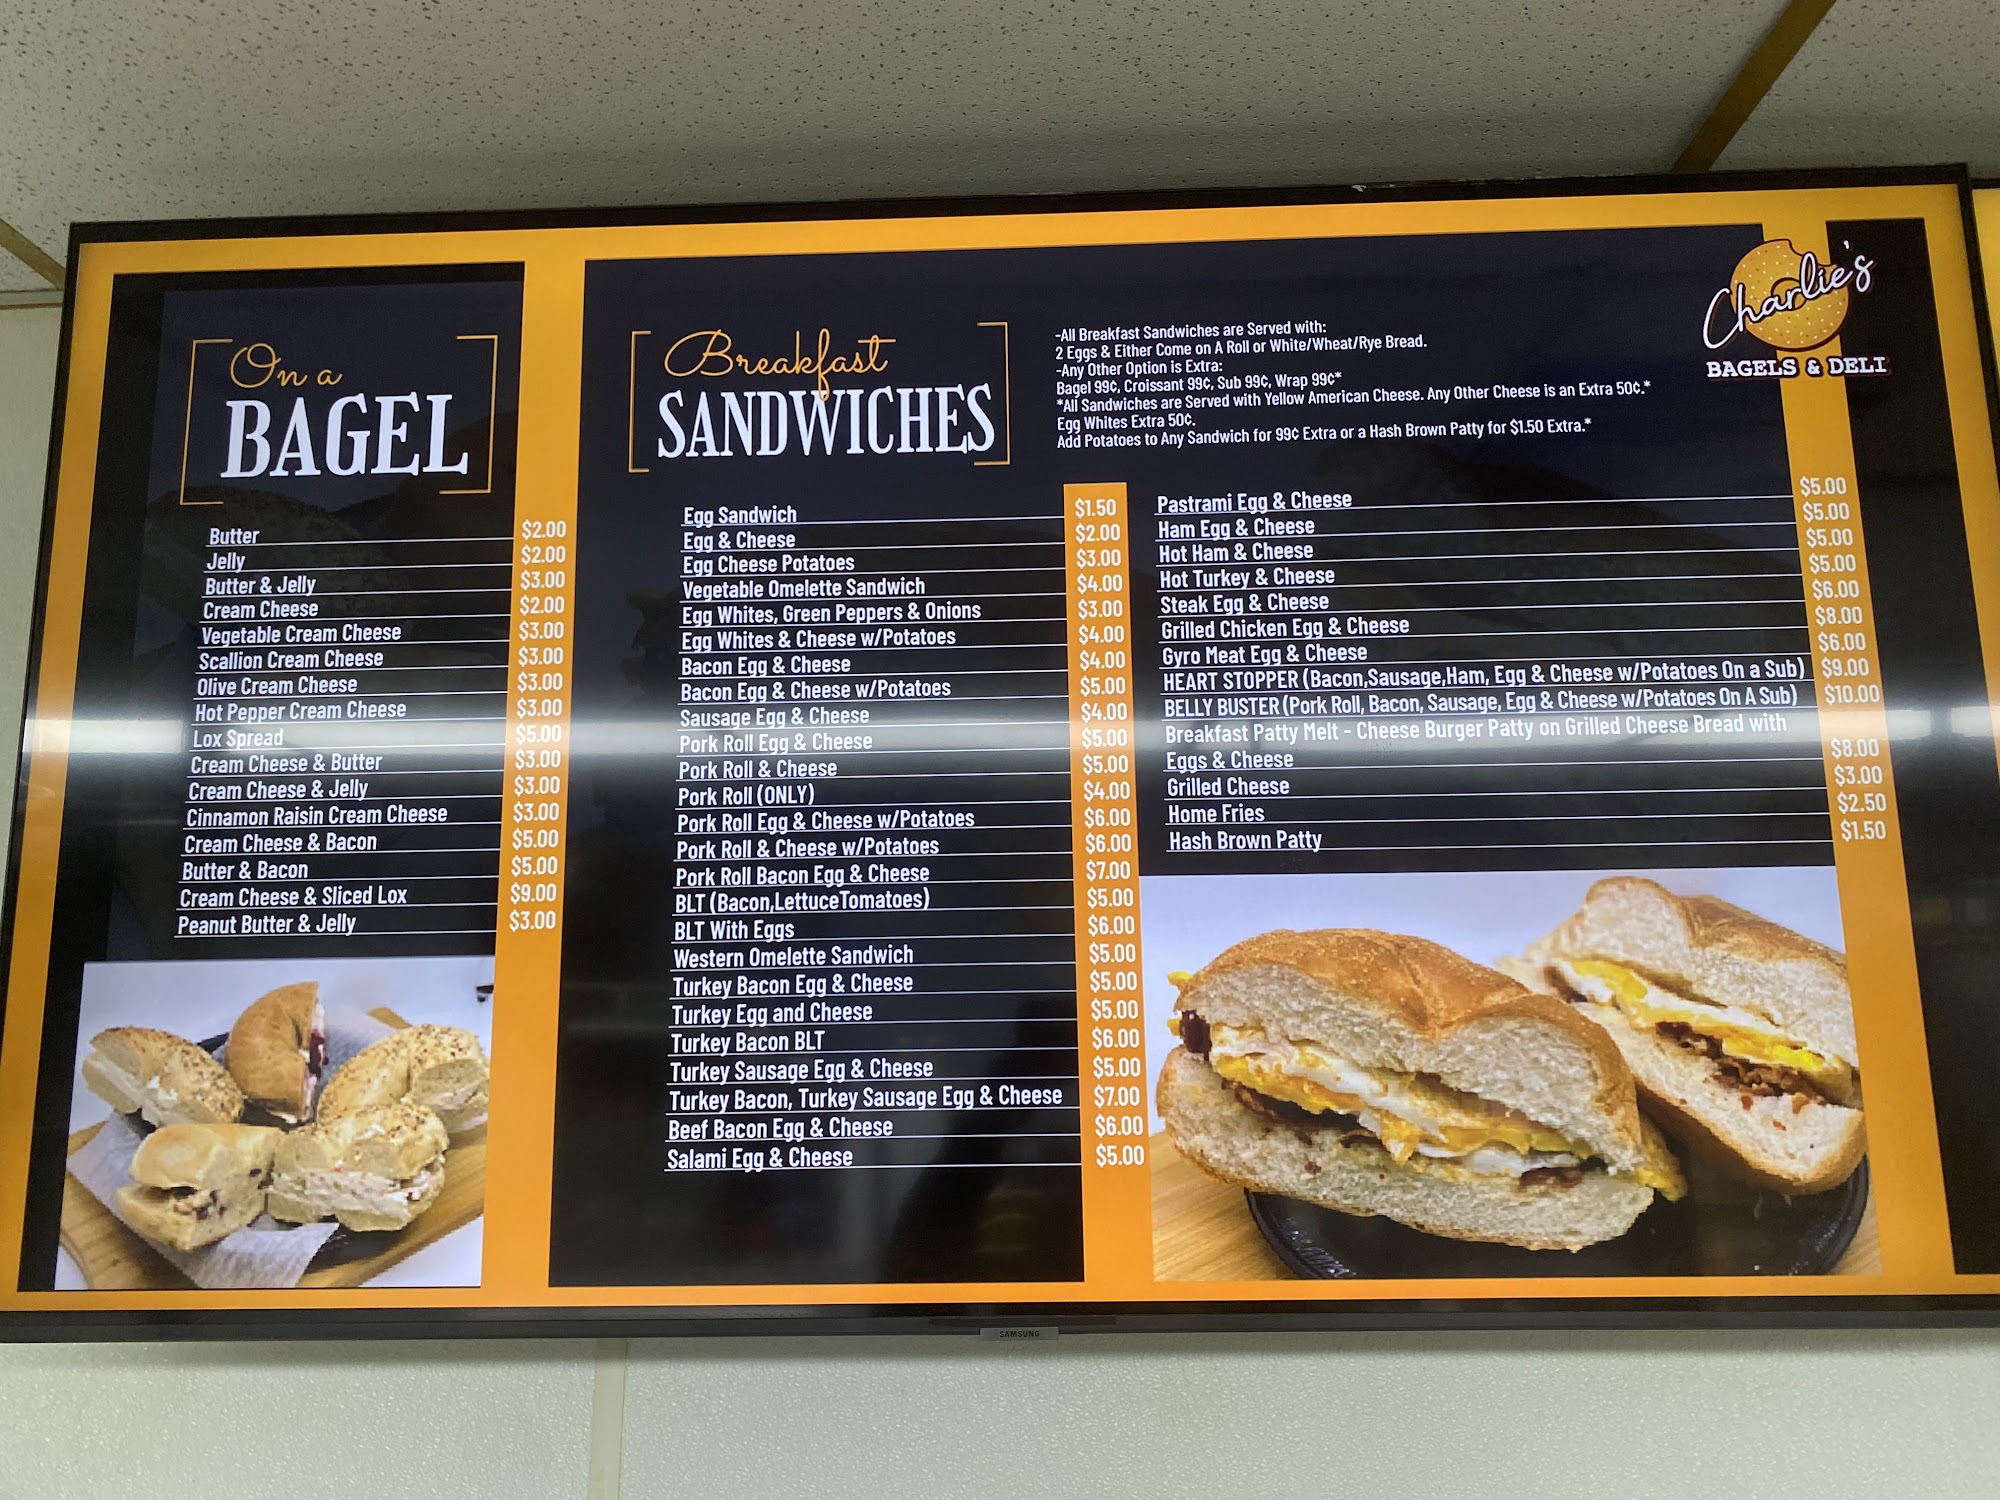 On a
BAGEL
Butter $2.00
Jelly $2.00
Butter & Jelly $3.00
Cream Cheese $2.00
Vegetable Cream Cheese $3.00
Scallion Cream Cheese $3.00
Olive Cream Cheese $3.00
Hot Pepper Cream Cheese $3.00
Lox Spread $5.00
Cream Cheese & Butter $3.00
Cream Cheese & Jelly $3.00
Cinnamon Raisin Cream Cheese $3.00
Cream Cheese & Bacon $5.00
Butter & Bacon $5.00
Cream Cheese & Sliced Lox $9.00
Peanut Butter & Jelly $3.00
Breakfast
SANDWICHES
-All Breakfast Sandwiches are Served with:
2 Eggs & Either Come on A Roll or White/Wheat/Rye Bread.
-Any Other Option is Extra:
Bagel 99¢, Croissant 99¢, Sub 99¢, Wrap 99¢*
*All Sandwiches are Served with Yellow American Cheese. Any Other Cheese is an Extra 50¢.*
Egg Whites Extra 50¢.
Add Potatoes to Any Sandwich for 99¢ Extra or a Hash Brown Patty for $1.50 Extra.*
Charlie's
BAGELS & DELI
Egg Sandwich $1.50
Egg & Cheese $2.00
Egg Cheese Potatoes $3.00
Vegetable Omelette Sandwich $4.00
Egg Whites, Green Peppers & Onions $3.00
Egg Whites & Cheese w/Potatoes $4.00
Bacon Egg & Cheese $4.00
Bacon Egg & Cheese w/Potatoes $5.00
Sausage Egg & Cheese $4.00
Pork Roll Egg & Cheese $5.00
Pork Roll & Cheese $5.00
Pork Roll (ONLY) $4.00
Pork Roll Egg & Cheese w/Potatoes $6.00
Pork Roll & Cheese w/Potatoes $6.00
Pork Roll Bacon Egg & Cheese $7.00
BLT (Bacon,LettuceTomatoes) $5.00
BLT With Eggs $6.00
Western Omelette Sandwich $5.00
Turkey Bacon Egg & Cheese $5.00
Turkey Egg and Cheese $5.00
Turkey Bacon BLT $6.00
Turkey Sausage Egg & Cheese $5.00
Turkey Bacon, Turkey Sausage Egg & Cheese $7.00
Beef Bacon Egg & Cheese $6.00
Salami Egg & Cheese $5.00
Pastrami Egg & Cheese $5.00
Ham Egg & Cheese $5.00
Hot Ham & Cheese $5.00
Hot Turkey & Cheese $5.00
Steak Egg & Cheese $6.00
Grilled Chicken Egg & Cheese $8.00
Gyro Meat Egg & Cheese $6.00
HEART STOPPER (Bacon,Sausage,Ham, Egg & Cheese w/Potatoes On a Sub) $9.00
BELLY BUSTER (Pork Roll, Bacon, Sausage, Egg & Cheese w/Potatoes On A Sub) $10.00
Breakfast Patty Melt - Cheese Burger Patty on Grilled Cheese Bread with
Eggs & Cheese $8.00
Grilled Cheese $3.00
Home Fries $2.50
Hash Brown Patty $1.50
SAMSUNG